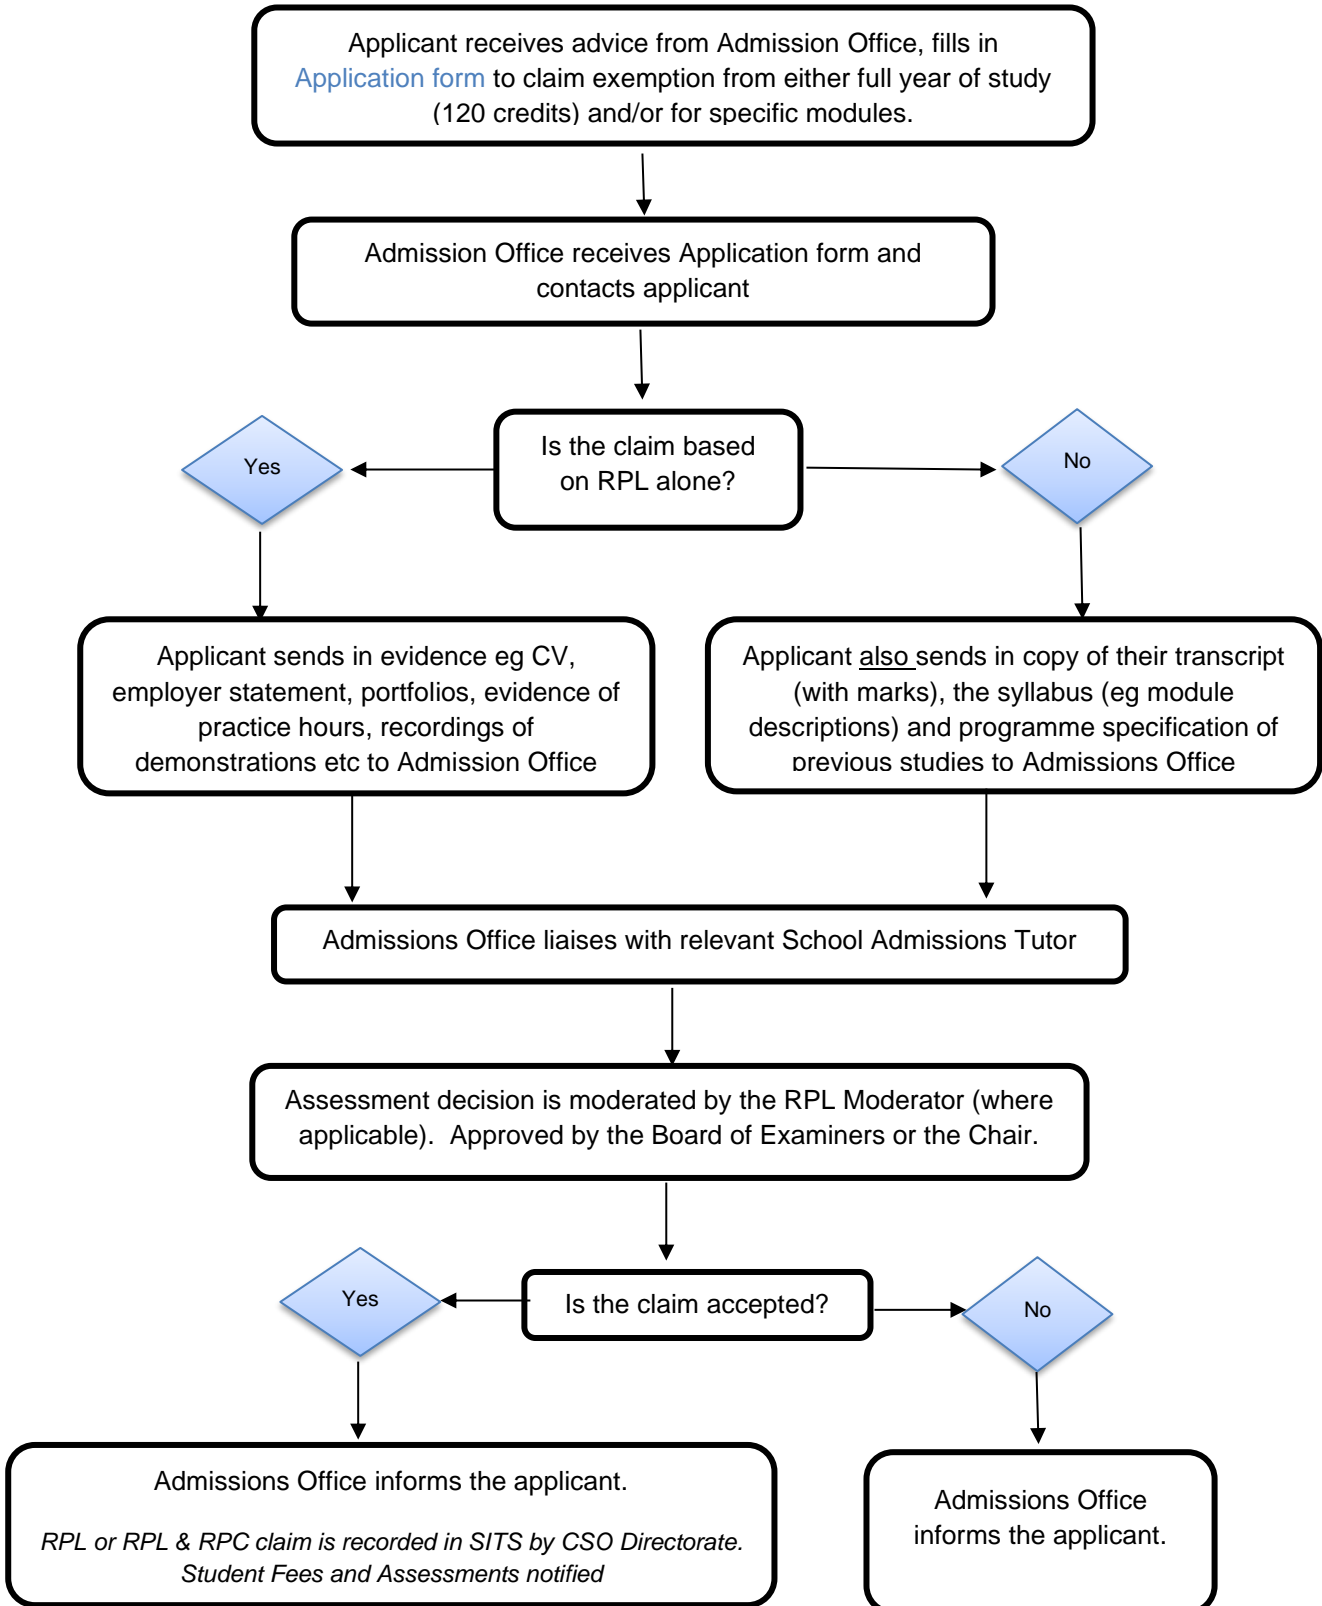 Applicant receives advice from Admission Office, fills in
Application form to claim exemption from either full year of study
(120 credits) and/or for specific modules.
Admission Office receives Application form and
contacts applicant
Is the claim based
on RPL alone?
Yes
No
Applicant sends in evidence eg CV,
employer statement, portfolios, evidence of
practice hours, recordings of
demonstrations etc to Admission Office
Applicant also sends in copy of their transcript
(with marks), the syllabus (eg module
descriptions) and programme specification of
previous studies to Admissions Office
Admissions Office liaises with relevant School Admissions Tutor
Assessment decision is moderated by the RPL Moderator (where
applicable).  Approved by the Board of Examiners or the Chair.
Is the claim accepted?
Yes
No
Admissions Office informs the applicant.
RPL or RPL & RPC claim is recorded in SITS by CSO Directorate.
Student Fees and Assessments notified
Admissions Office
informs the applicant.